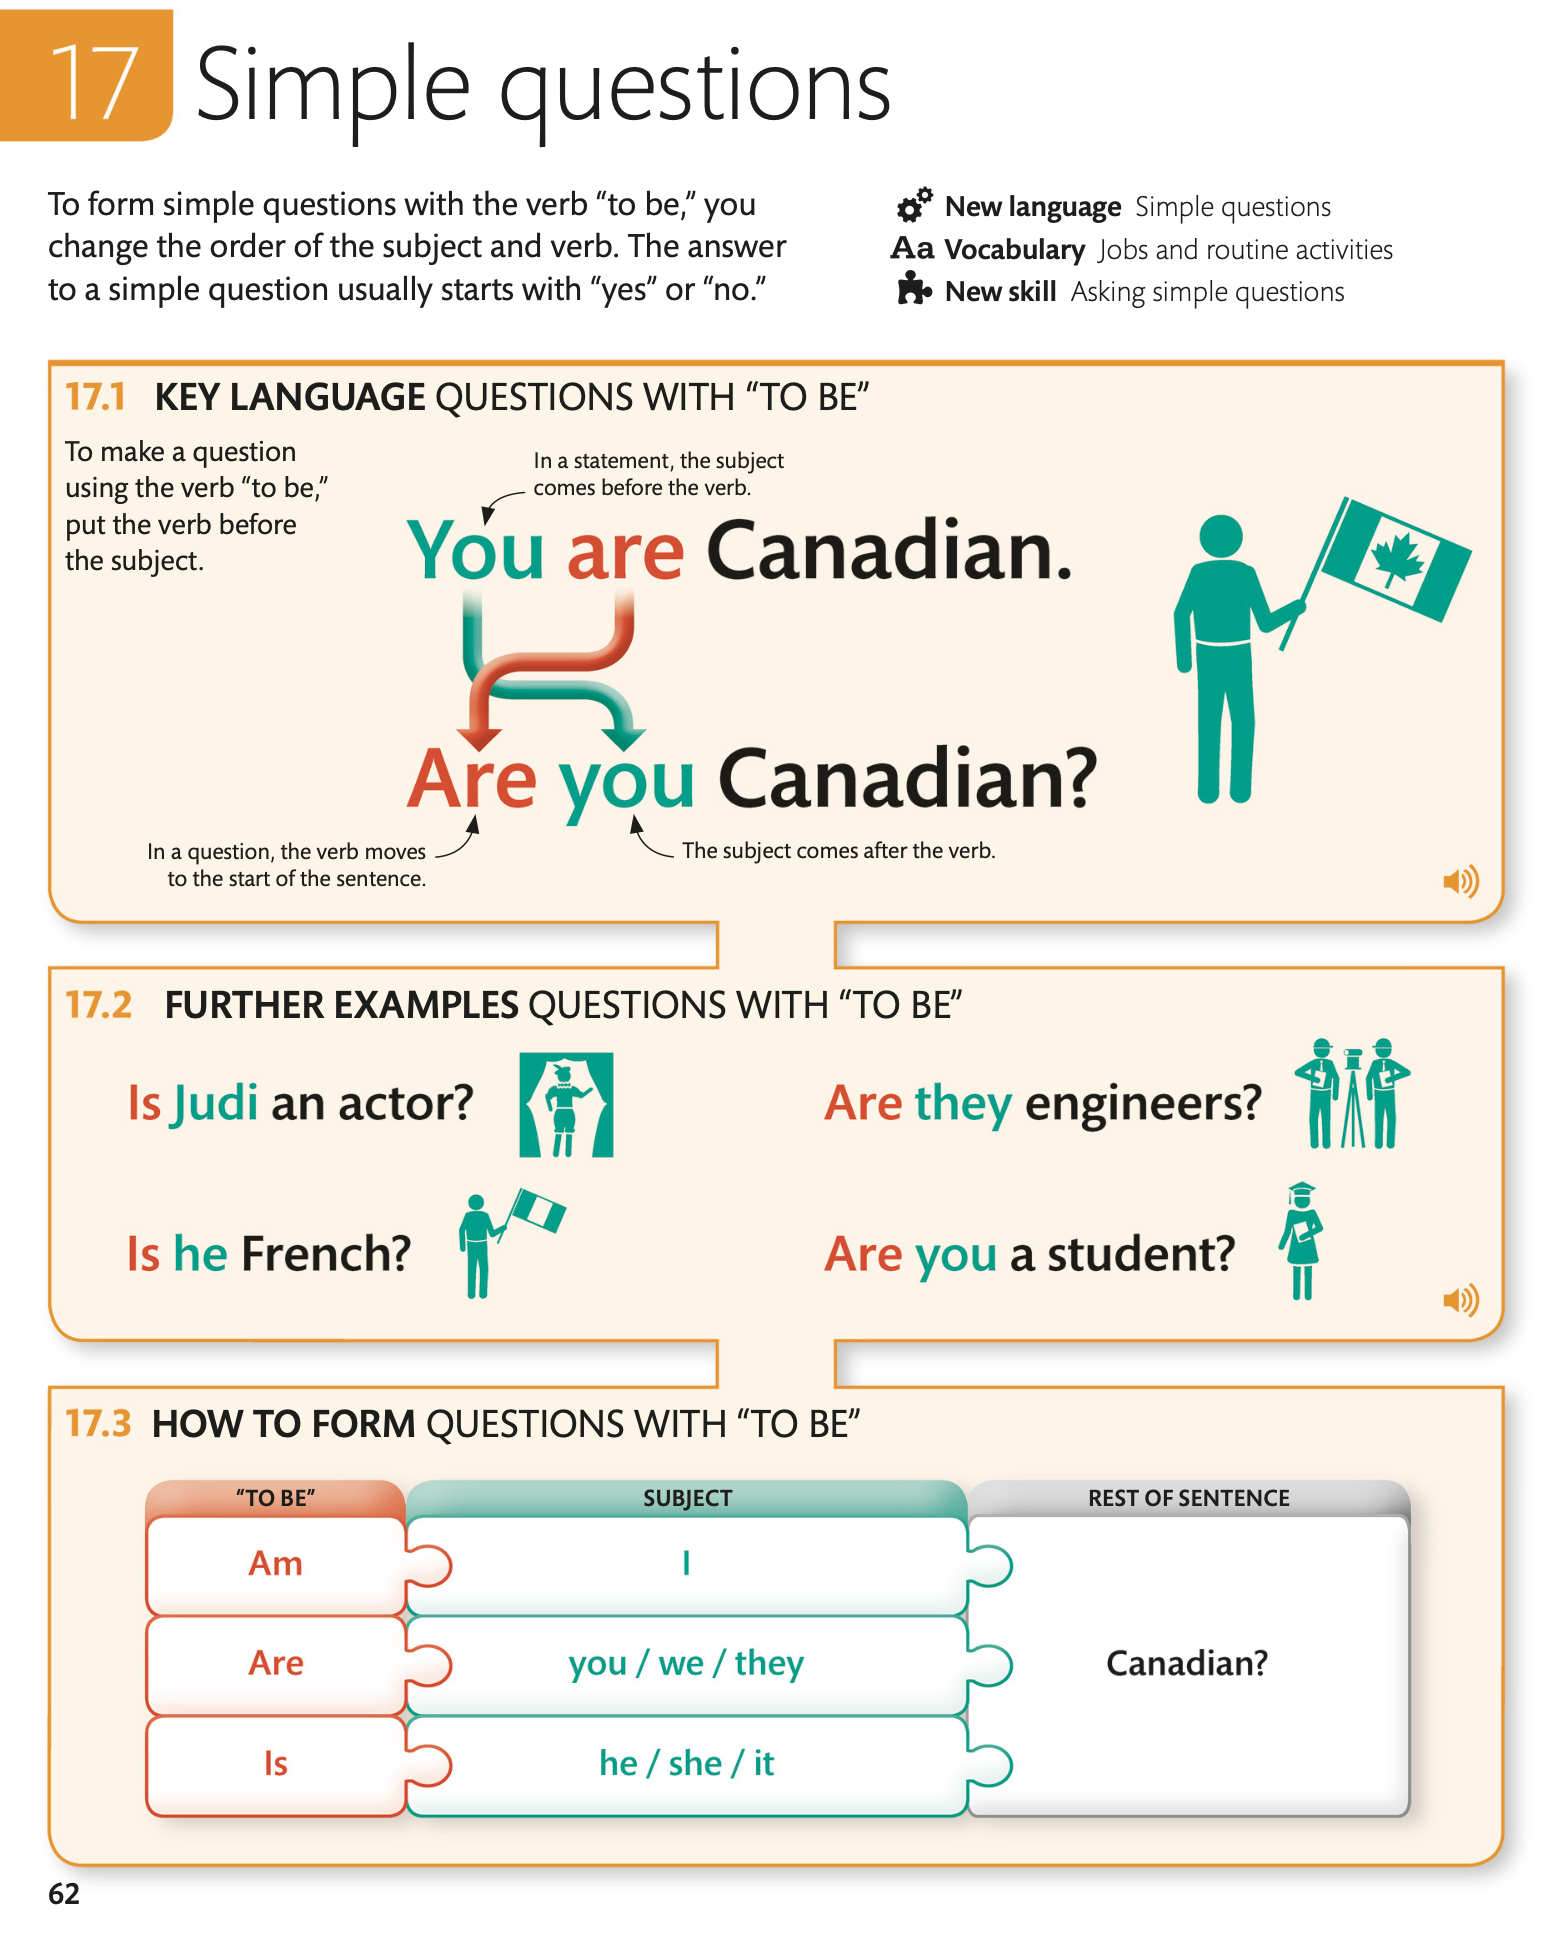 17 Simple questions
To form simple questions with the verb “to be,” you
change the order of the subject and verb. The answer
to a simple question usually starts with “yes” or “no.”
New language Simple questions
Aa Vocabulary Jobs and routine activities
New skill Asking simple questions
17.1 KEY LANGUAGE QUESTIONS WITH “TO BE”
To make a question
using the verb “to be,”
put the verb before
the subject.
In a statement, the subject
comes before the verb.
You are Canadian.
Are you Canadian?
In a question, the verb moves
to the start of the sentence.
The subject comes after the verb.
17.2 FURTHER EXAMPLES QUESTIONS WITH “TO BE”
Is Judi an actor?
Are they engineers?
Is he French?
Are you a student?
17.3 HOW TO FORM QUESTIONS WITH “TO BE”
“TO BE” SUBJECT REST OF SENTENCE
Am I
Are you / we / they Canadian?
Is he / she / it
62